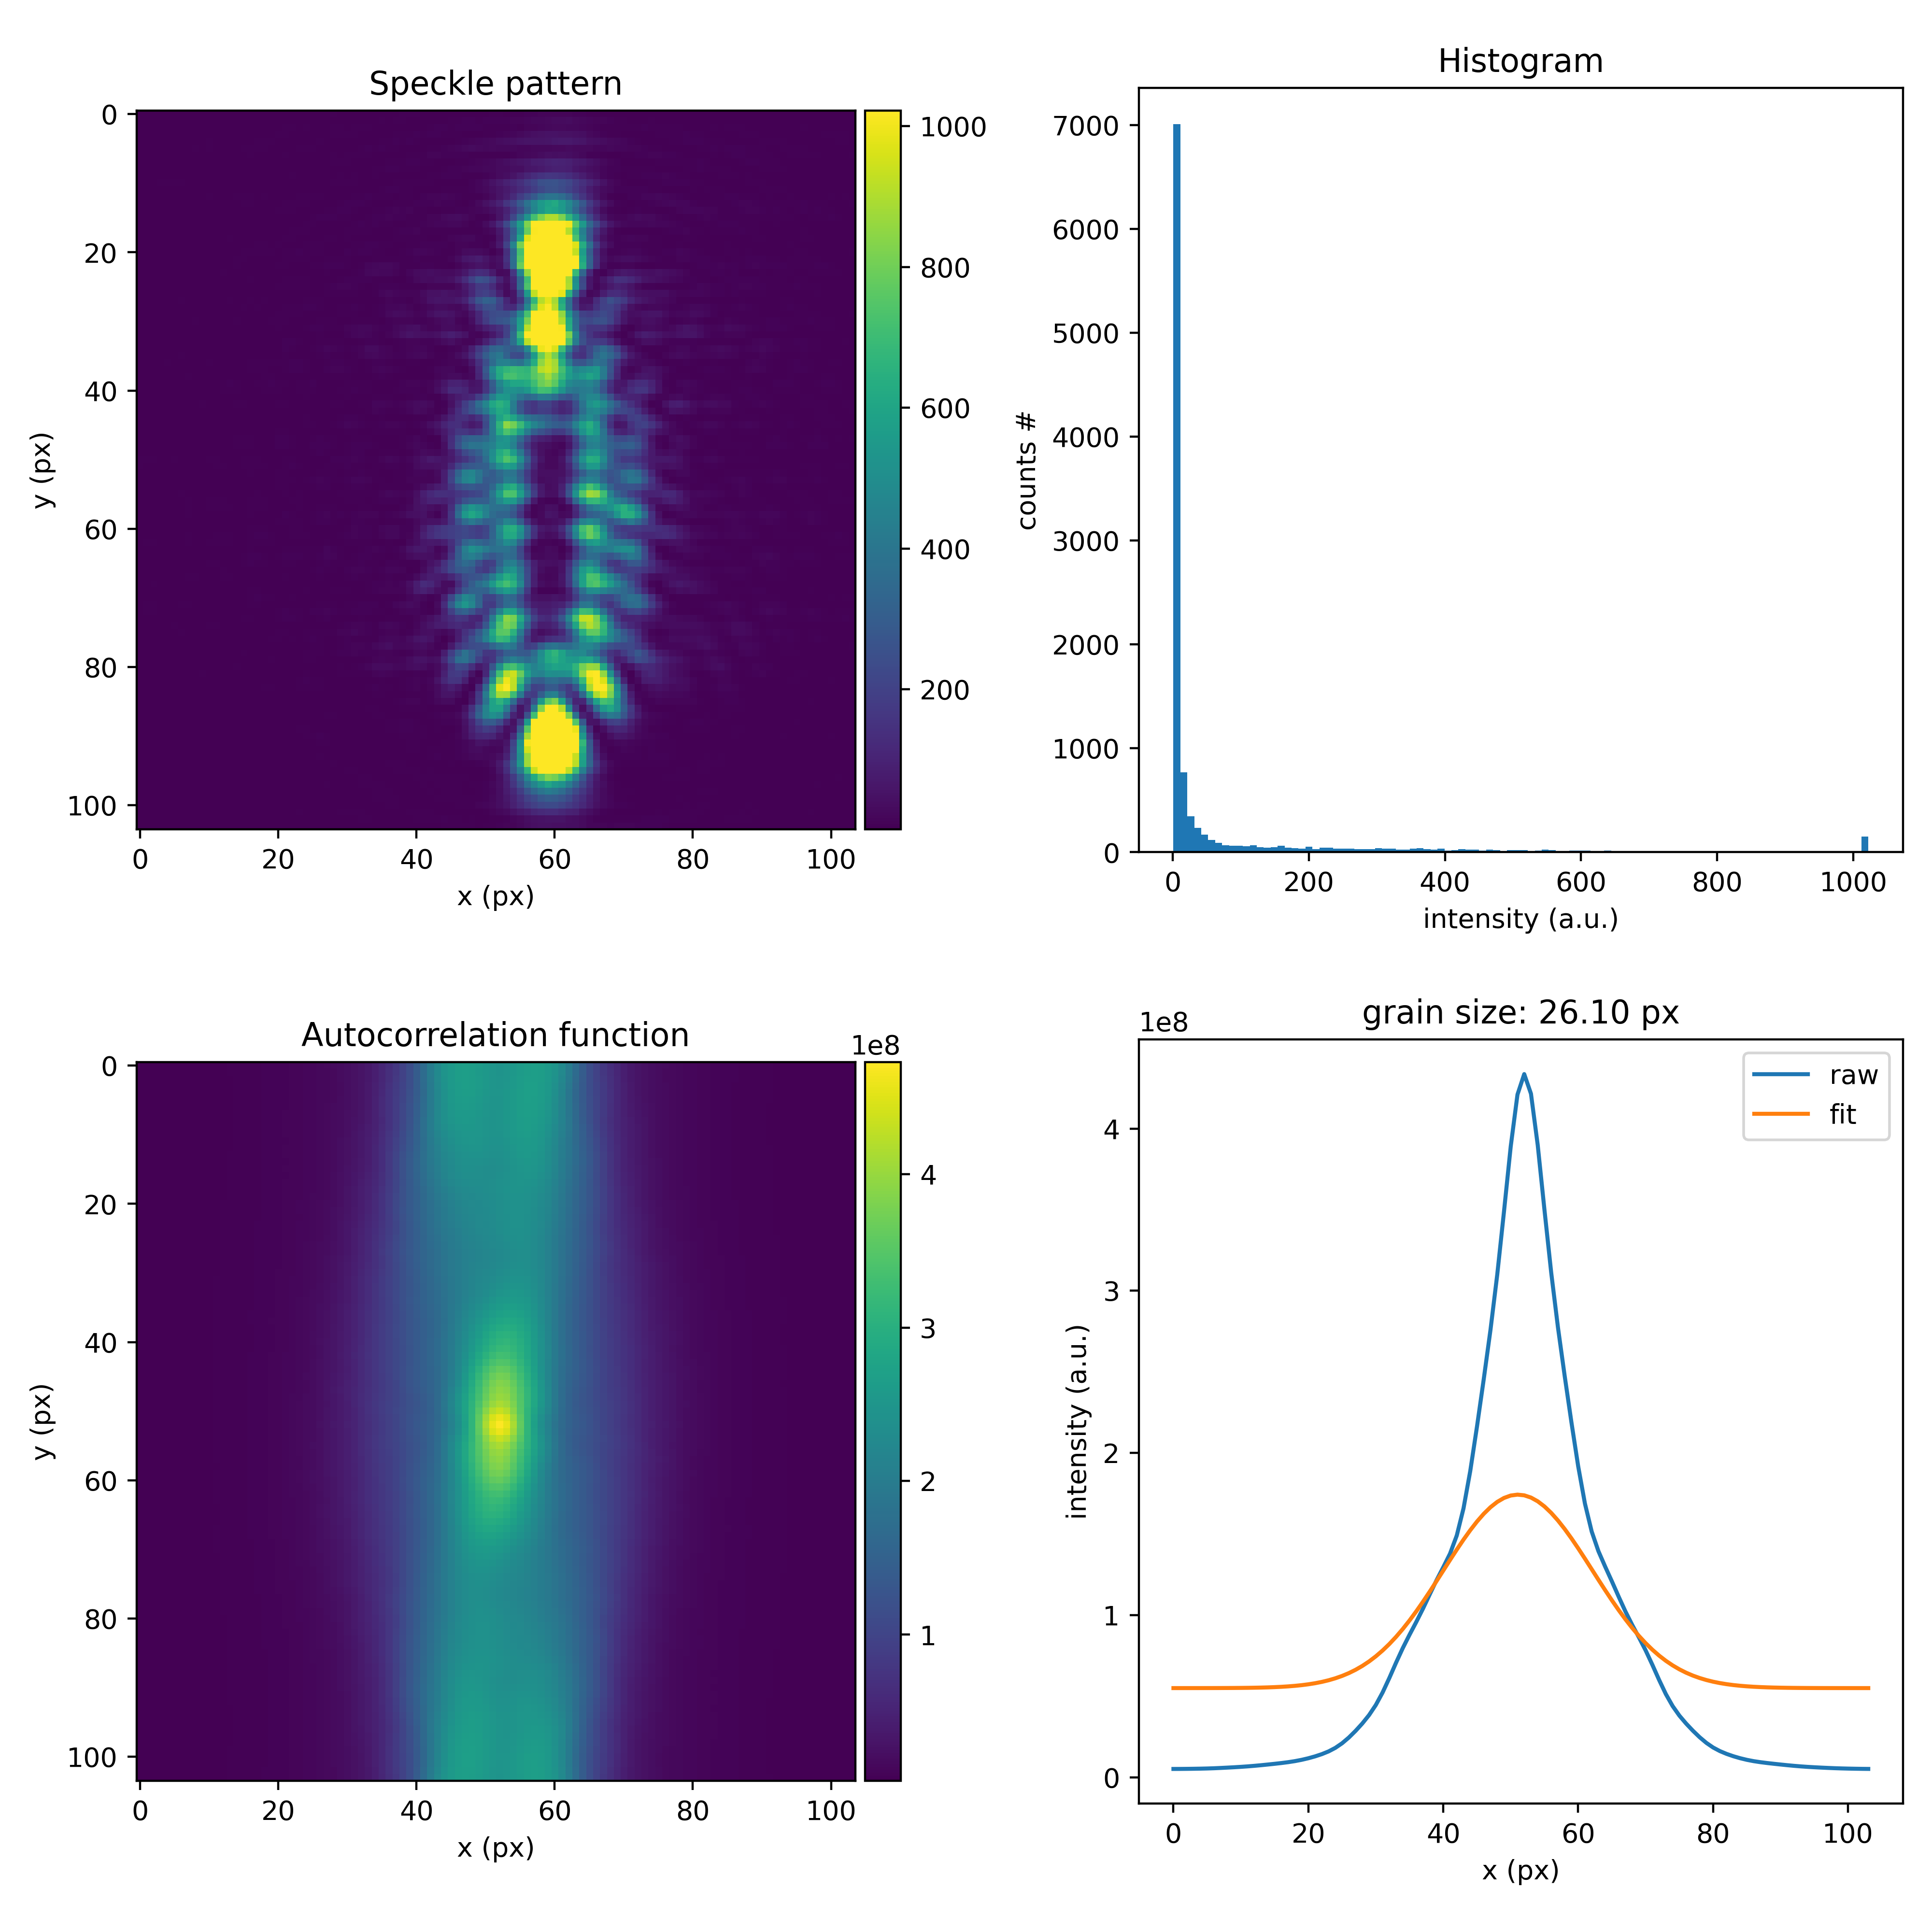 Speckle pattern
0
20
40
60
80
100
y (px)
0 20 40 60 80 100
x (px)
1000
800
600
400
200
Histogram
7000
6000
5000
4000
3000
2000
1000
0
counts #
0 200 400 600 800 1000
intensity (a.u.)
Autocorrelation function
1e8
0
20
40
60
80
100
y (px)
0 20 40 60 80 100
x (px)
4
3
2
1
grain size: 26.10 px
1e8
raw
fit
4
3
2
1
0
intensity (a.u.)
0 20 40 60 80 100
x (px)